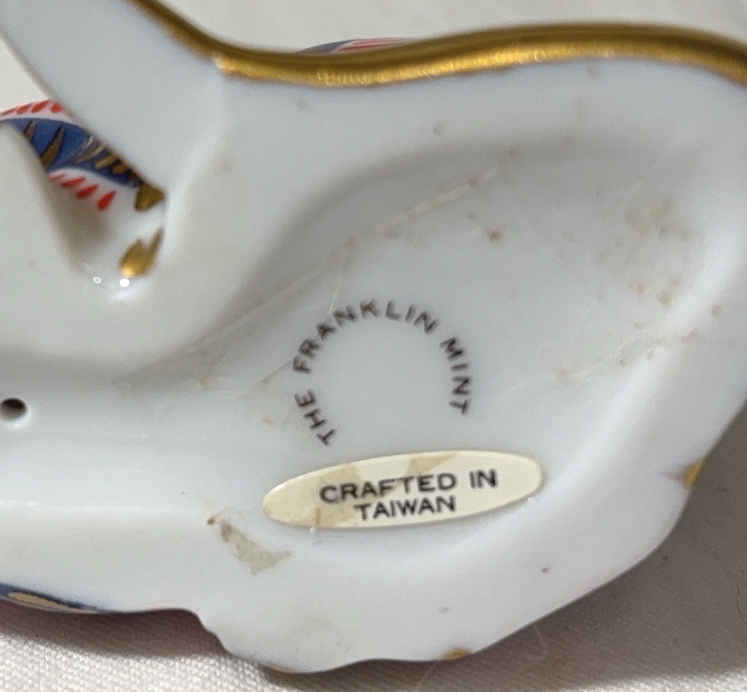 THE FRANKLIN MINT
CRAFTED IN
TAIWAN